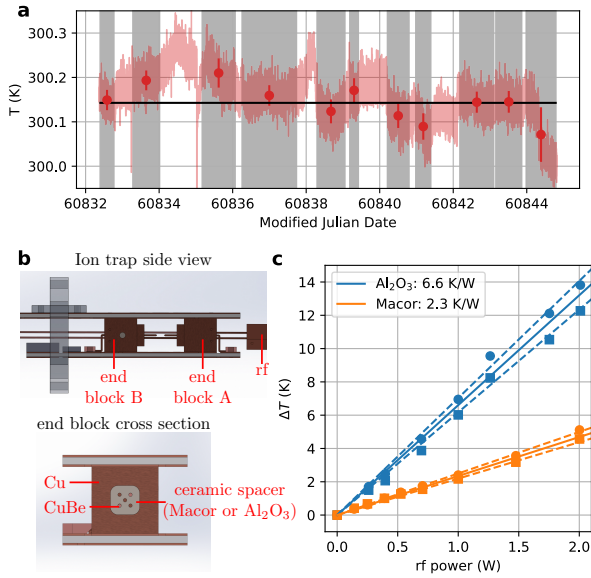 a
300.3
300.2
300.1
300.0
T (K)
60832
60834
60836
60838
60840
60842
60844
Modified Julian Date
b
Ion trap side view
end
block B
end
block A
rf
end block cross section
Cu
CuBe
ceramic spacer
(Macor or Al₂O₃)
c
Al₂O₃: 6.6 K/W
Macor: 2.3 K/W
14
12
10
8
6
4
2
0
ΔT (K)
0.0
0.5
1.0
1.5
2.0
rf power (W)